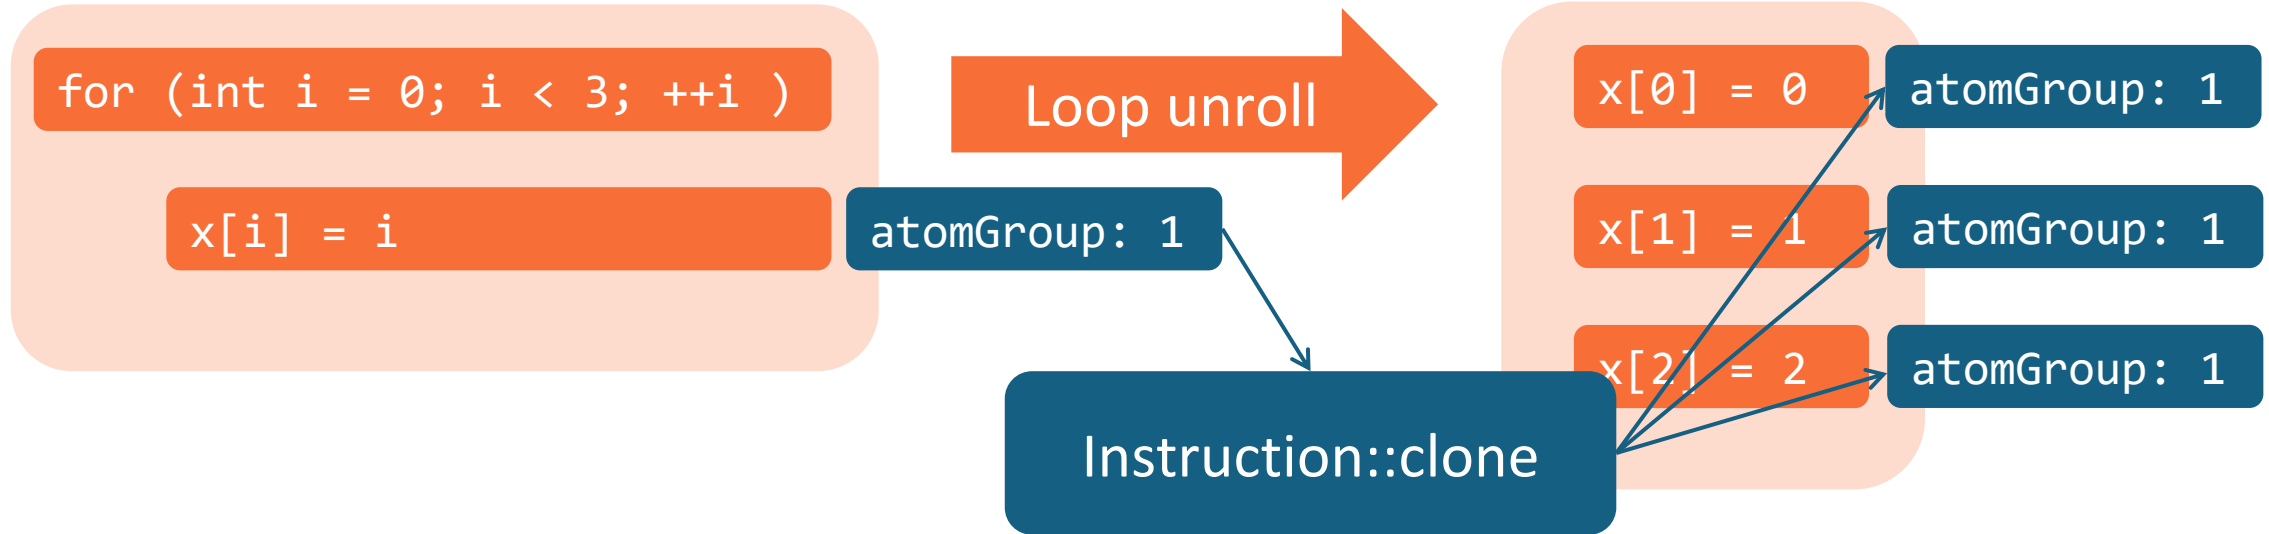 for (int i = 0; i < 3; ++i )
x[i] = i
atomGroup: 1
Loop unroll
Instruction::clone
x[0] = 0
atomGroup: 1
x[1] = 1
atomGroup: 1
x[2] = 2
atomGroup: 1